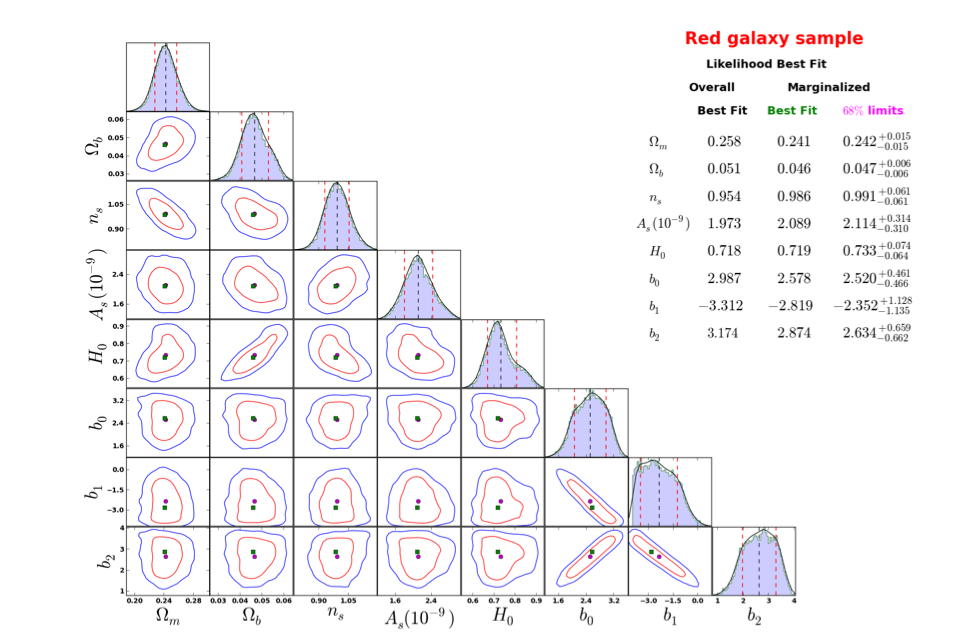 Red galaxy sample
Likelihood Best Fit
Overall Marginalized
Best Fit Best Fit 68% limits
Ω_m 0.258 0.241 0.242^{+0.015}_{−0.015}
Ω_b 0.051 0.046 0.047^{+0.006}_{−0.006}
n_s 0.954 0.986 0.991^{+0.061}_{−0.061}
A_s(10^{−9}) 1.973 2.089 2.114^{+0.314}_{−0.310}
H_0 0.718 0.719 0.733^{+0.074}_{−0.064}
b_0 2.987 2.578 2.520^{+0.461}_{−0.466}
b_1 −3.312 −2.819 −2.352^{+1.128}_{−1.135}
b_2 3.174 2.874 2.634^{+0.659}_{−0.662}
Ω_b
0.06
0.05
0.04
0.03
n_s
1.05
0.90
A_s(10^{−9})
2.4
1.6
H_0
0.9
0.8
0.7
0.6
b_0
3.2
2.4
1.6
b_1
0.0
−1.5
−3.0
b_2
4
3
2
1
0.20 0.24 0.28 0.03 0.04 0.05 0.06 0.90 1.05 1.6 2.4 0.6 0.7 0.8 0.9 1.6 2.4 3.2 −3.0 −1.5 0.0 1 2 3 4
Ω_m Ω_b n_s A_s(10^{−9}) H_0 b_0 b_1 b_2